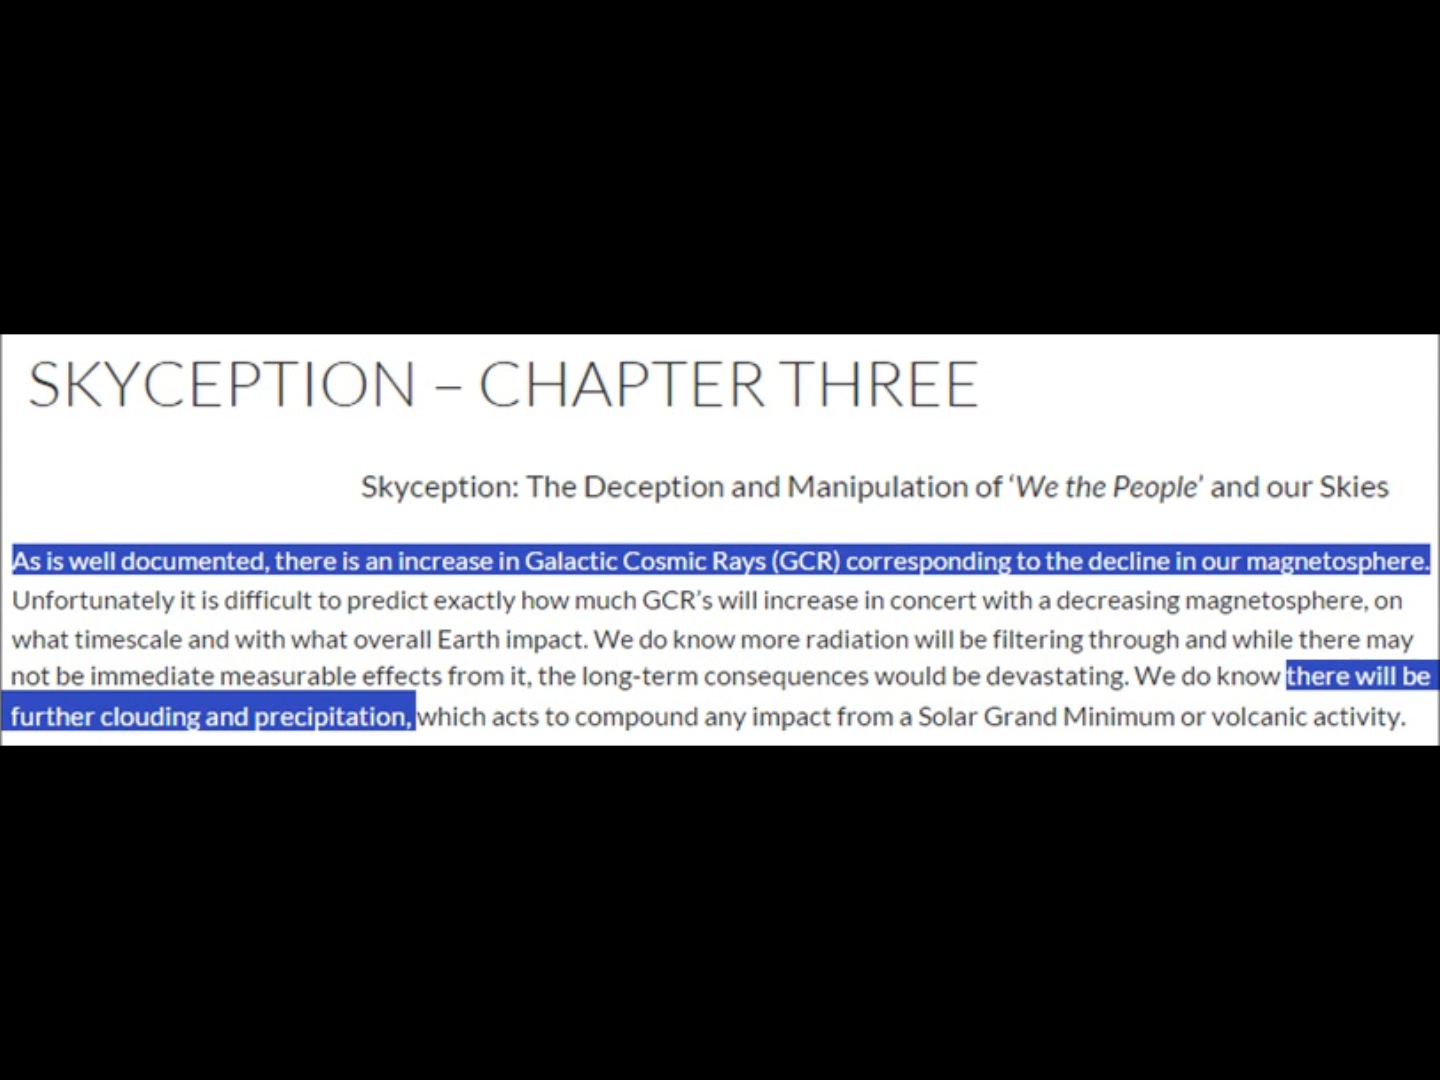 SKYCEPTION – CHAPTER THREE
Skyception: The Deception and Manipulation of ‘We the People’ and our Skies
As is well documented, there is an increase in Galactic Cosmic Rays (GCR) corresponding to the decline in our magnetosphere.
Unfortunately it is difficult to predict exactly how much GCR’s will increase in concert with a decreasing magnetosphere, on
what timescale and with what overall Earth impact. We do know more radiation will be filtering through and while there may
not be immediate measurable effects from it, the long-term consequences would be devastating. We do know there will be
further clouding and precipitation, which acts to compound any impact from a Solar Grand Minimum or volcanic activity.